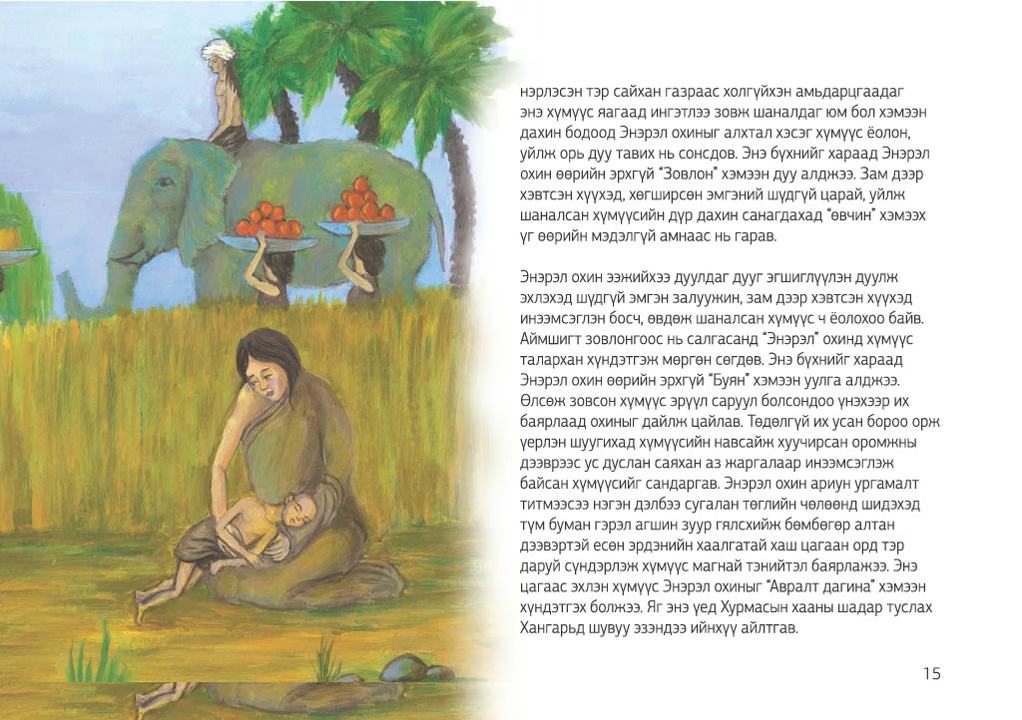 нэрлэсэн тэр сайхан газраас холгүйхэн амьдарцгаадаг
энэ хүмүүс яагаад ингэтлээ зовж шаналдаг юм бол хэмээн
дахин бодоод Энэрэл охиныг алхтал хэсэг хүмүүс ёолон,
уйлж орь дуу тавих нь сонсдов. Энэ бүхнийг хараад Энэрэл
охин өөрийн эрхгүй “Зовлон” хэмээн дуу алджээ. Зам дээр
хэвтсэн хүүхэд, хөгширсөн эмгэний шүдгүй царай, уйлж
шаналсан хүмүүсийн дүр дахин санагдахад “өвчин” хэмээх
үг өөрийн мэдэлгүй амнаас нь гарав.

Энэрэл охин ээжийхээ дуулдаг дууг эгшиглүүлэн дуулж
эхлэхэд шүдгүй эмгэн залуужин, зам дээр хэвтсэн хүүхэд
инээмсэглэн босч, өвдөж шаналсан хүмүүс ч ёолохоо байв.
Аймшигт зовлонгоос нь салгасанд “Энэрэл” охинд хүмүүс
талархан хүндэтгэж мөргөн сөгдөв. Энэ бүхнийг хараад
Энэрэл охин өөрийн эрхгүй “Буян” хэмээн уулга алджээ.
Өлсөж зовсон хүмүүс эрүүл саруул болсондоо үнэхээр их
баярлаад охиныг дайлж цайлав. Төдөлгүй их усан бороо орж
үерлэн шуугихад хүмүүсийн навсайж хуучирсан оромжны
дээврээс ус дуслан саяхан аз жаргалаар инээмсэглэж
байсан хүмүүсийг сандаргав. Энэрэл охин ариун ургамалт
титмээсээ нэгэн дэлбээ сугалан төглийн чөлөөнд шидэхэд
түм буман гэрэл агшин зуур гялсхийж бөмбөгөр алтан
дээвэртэй есөн эрдэнийн хаалгатай хаш цагаан орд тэр
даруй сүндэрлэж хүмүүс магнай тэнийтэл баярлажээ. Энэ
цагаас эхлэн хүмүүс Энэрэл охиныг “Авралт дагина” хэмээн
хүндэтгэх болжээ. Яг энэ үед Хурмасын хааны шадар туслах
Хангарьд шувуу эзэндээ ийнхүү айлтгав.

15